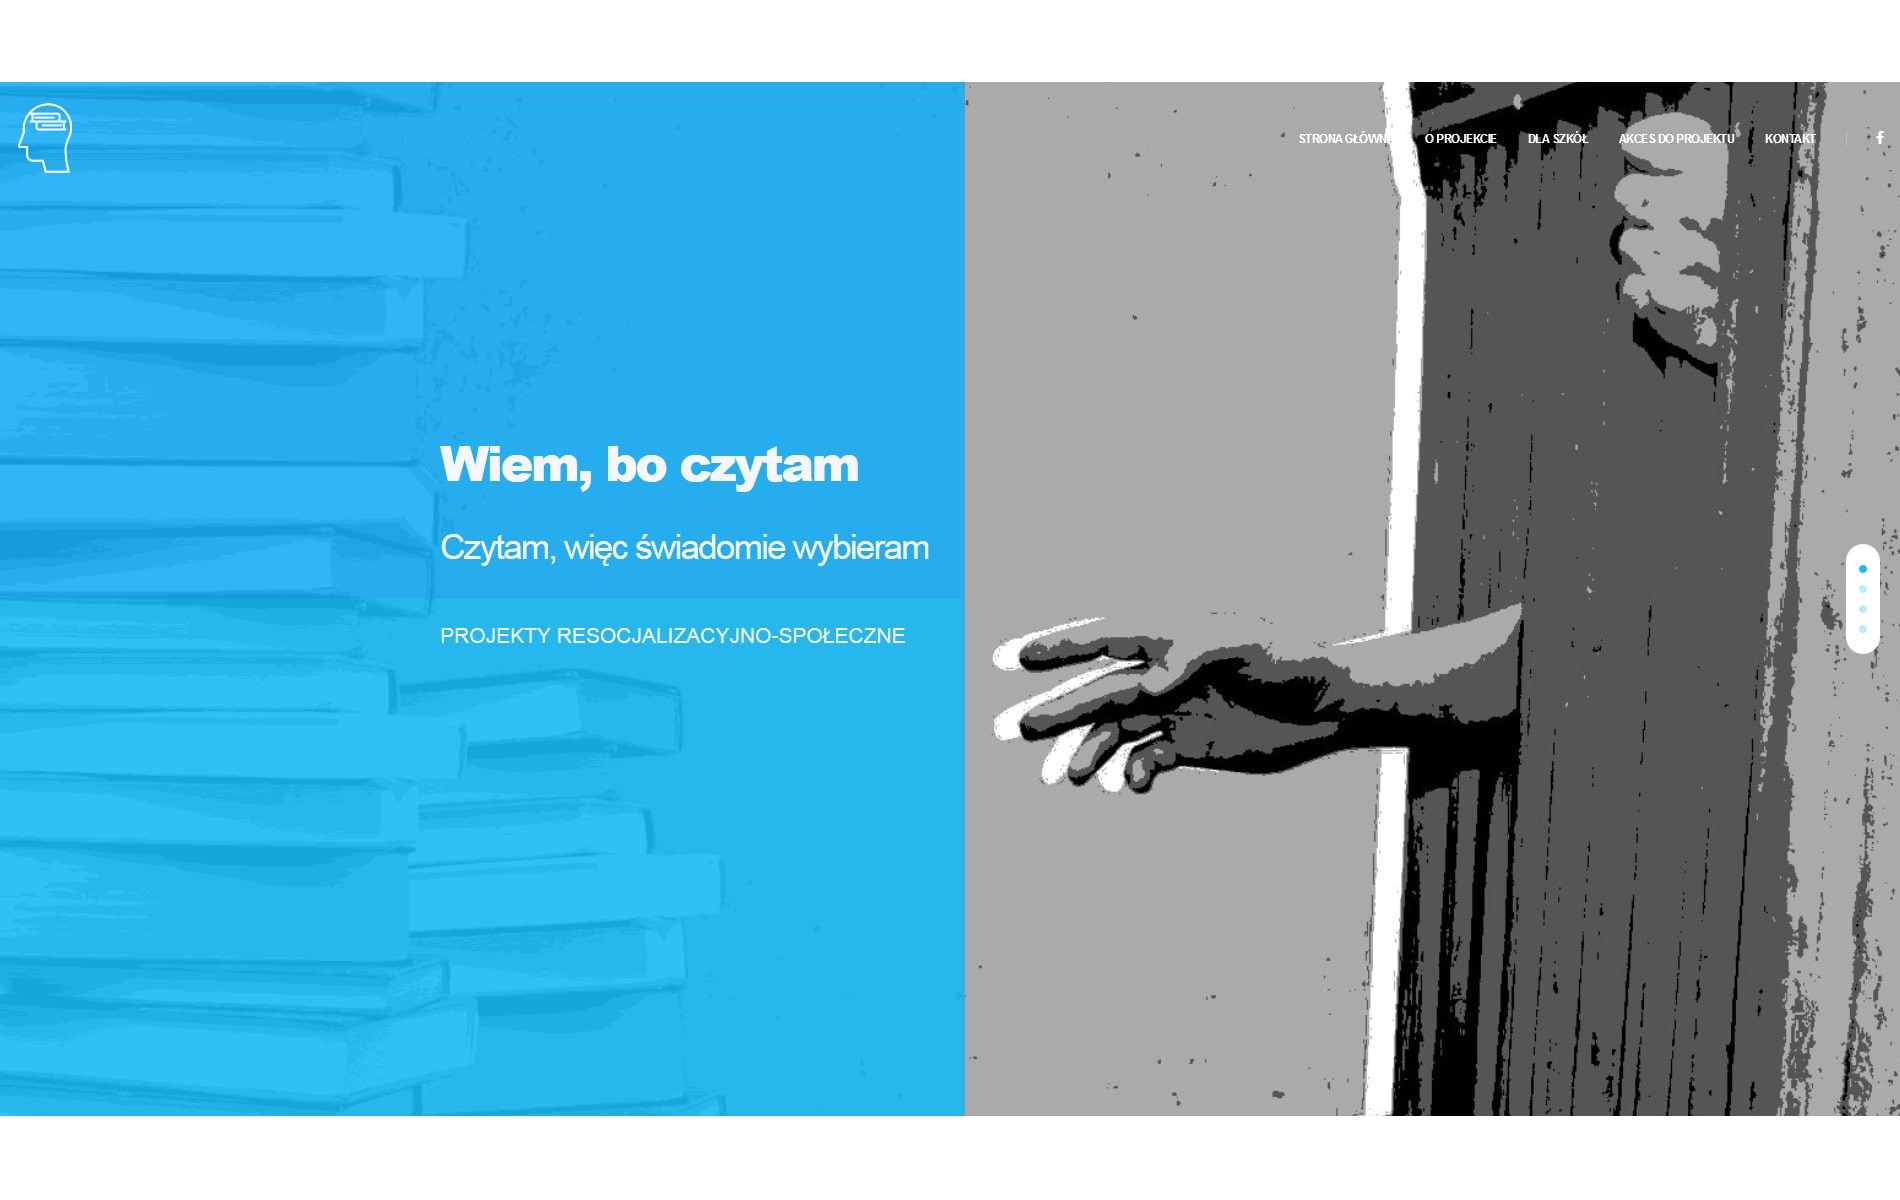 STRONA GŁÓWNA O PROJEKCIE DLA SZKÓŁ AKCES DO PROJEKTU KONTAKT
Wiem, bo czytam
Czytam, więc świadomie wybieram
PROJEKTY RESOCJALIZACYJNO-SPOŁECZNE